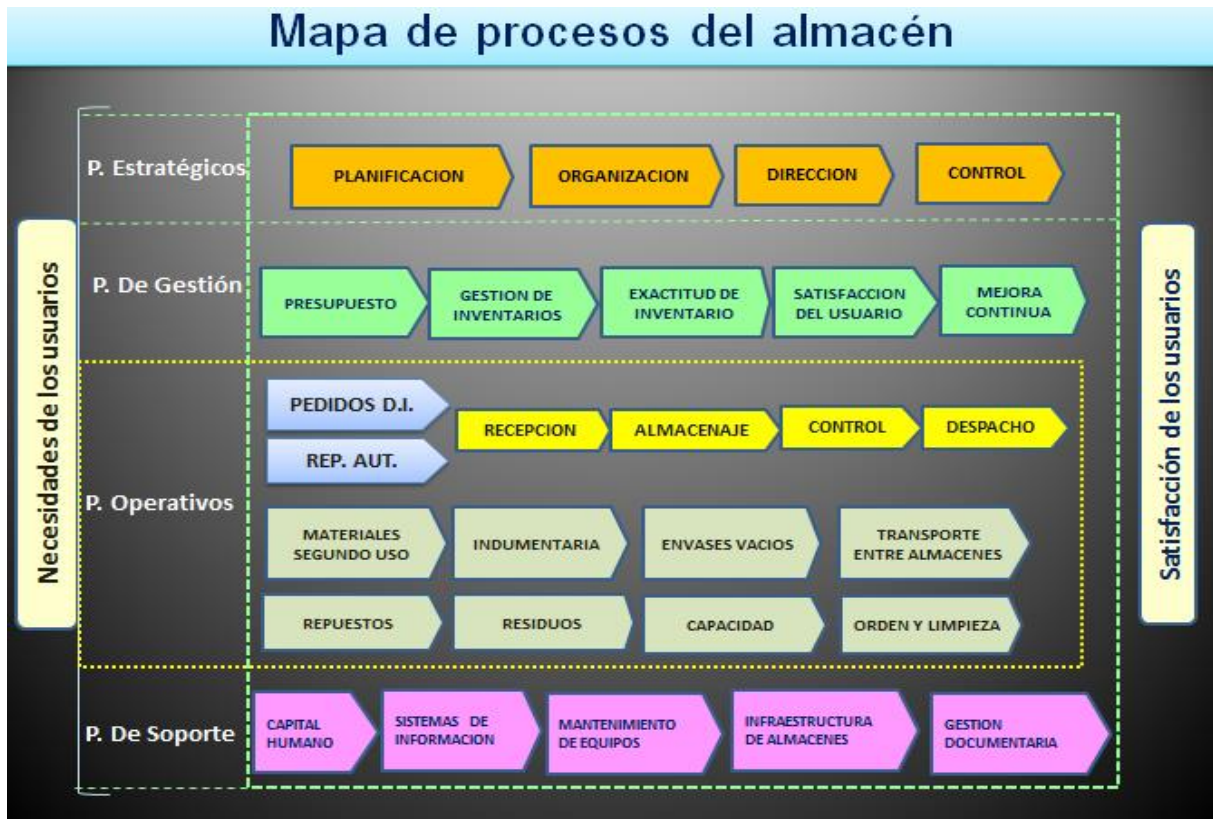 Mapa de procesos del almacén
Necesidades de los usuarios
P. Estratégicos
PLANIFICACION
ORGANIZACION
DIRECCION
CONTROL
P. De Gestión
PRESUPUESTO
GESTION DE
INVENTARIOS
EXACTITUD DE
INVENTARIO
SATISFACCION
DEL USUARIO
MEJORA
CONTINUA
P. Operativos
PEDIDOS D.I.
REP. AUT.
RECEPCION
ALMACENAJE
CONTROL
DESPACHO
MATERIALES
SEGUNDO USO
INDUMENTARIA
ENVASES VACIOS
TRANSPORTE
ENTRE ALMACENES
REPUESTOS
RESIDUOS
CAPACIDAD
ORDEN Y LIMPIEZA
P. De Soporte
CAPITAL
HUMANO
SISTEMAS DE
INFORMACION
MANTENIMIENTO
DE EQUIPOS
INFRAESTRUCTURA
DE ALMACENES
GESTION
DOCUMENTARIA
Satisfacción de los usuarios